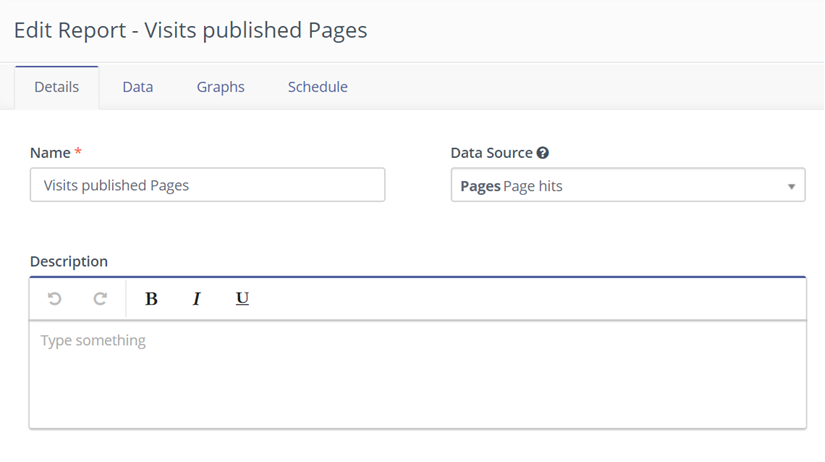 Edit Report - Visits published Pages
Details Data Graphs Schedule
Name * Data Source ?
Visits published Pages Pages Page hits
Description
B I U
Type something